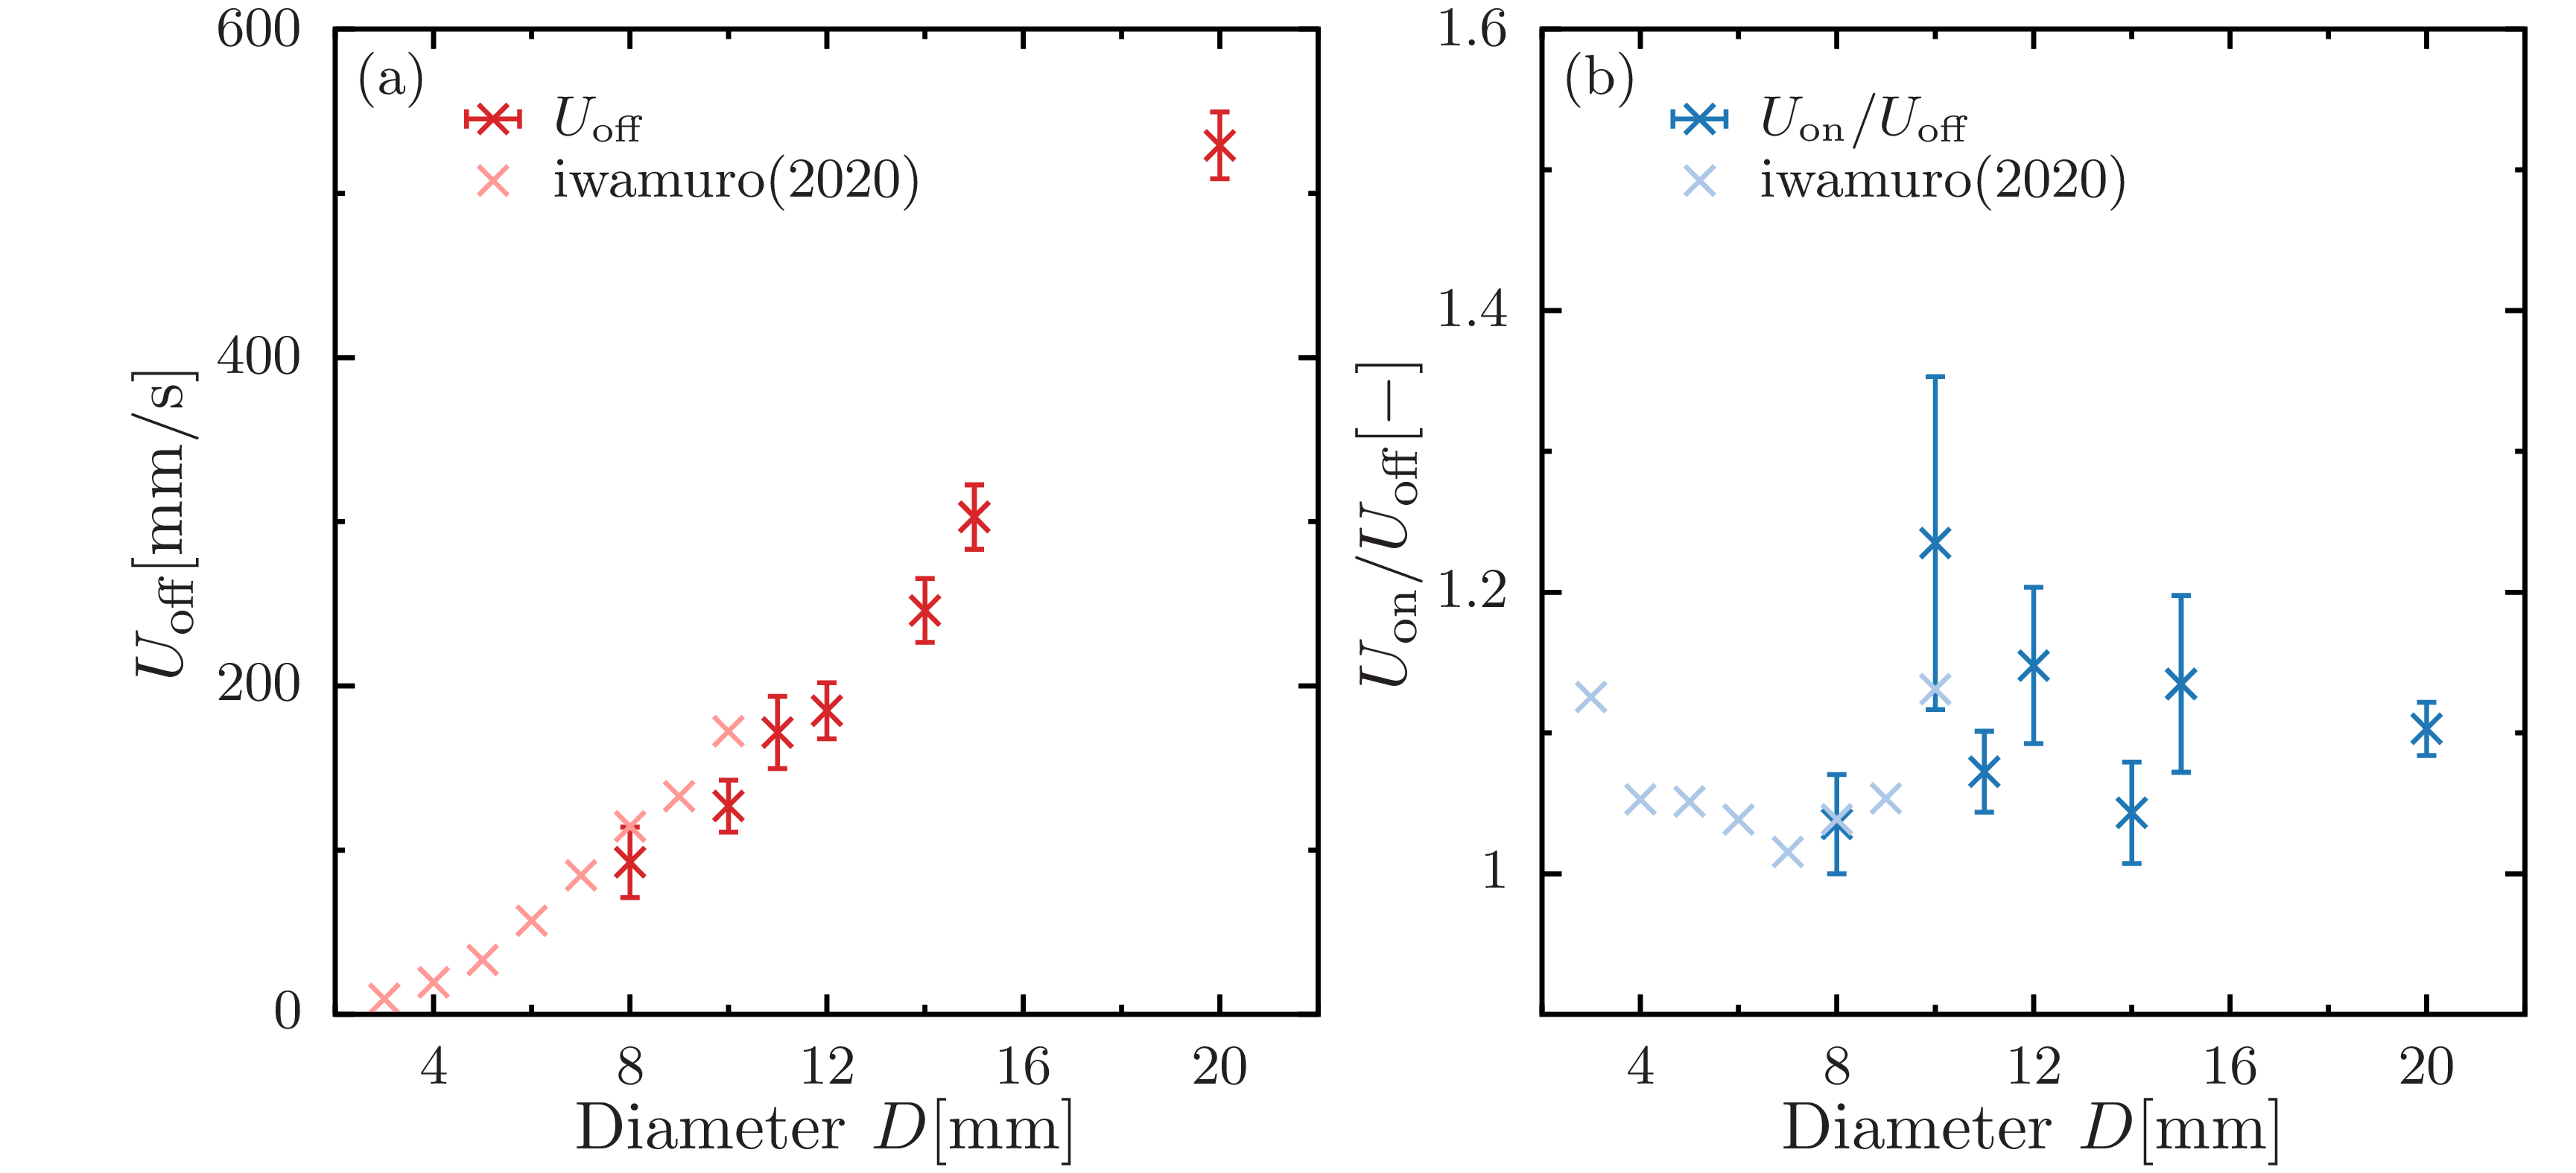 (a)
U_off
iwamuro(2020)
600
400
200
0
U_off[mm/s]
4 8 12 16 20
Diameter D[mm]
(b)
U_on/U_off
iwamuro(2020)
1.6
1.4
1.2
1
U_on/U_off[−]
4 8 12 16 20
Diameter D[mm]